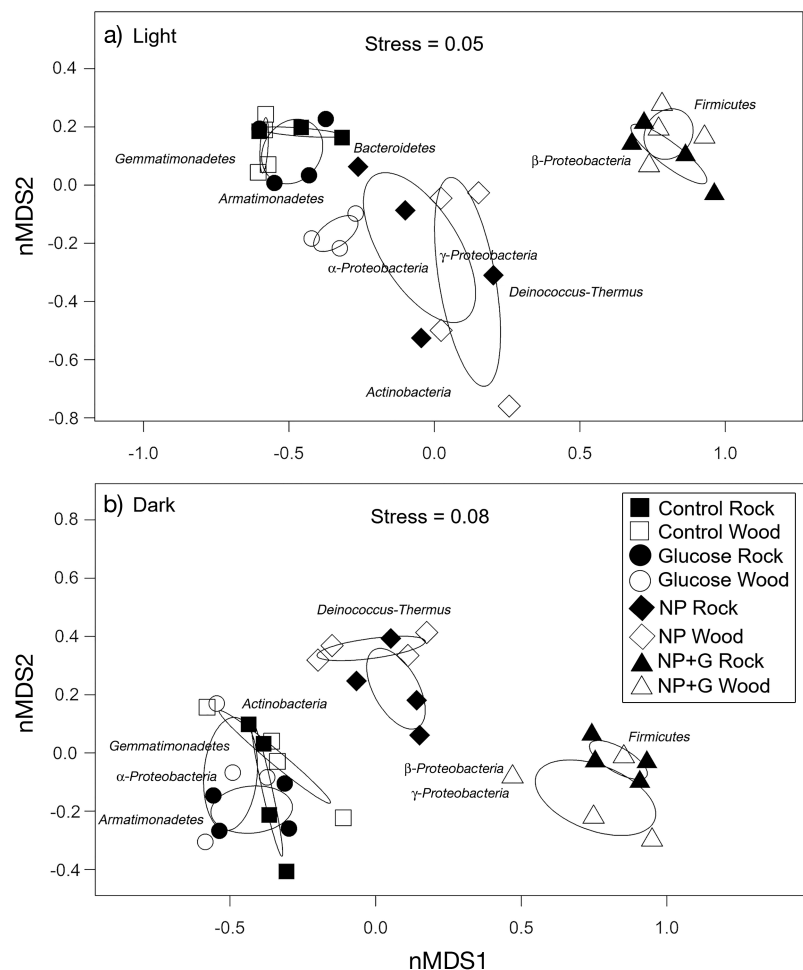 a) Light
Stress = 0.05
0.4
0.2
0.0
-0.2
-0.4
-0.6
-0.8
nMDS2
Firmicutes
Bacteroidetes
Gemmatimonadetes
β-Proteobacteria
Armatimonadetes
γ-Proteobacteria
α-Proteobacteria
Deinococcus-Thermus
Actinobacteria
-1.0
-0.5
0.0
0.5
1.0
b) Dark
Stress = 0.08
0.8
0.6
0.4
0.2
0.0
-0.2
-0.4
nMDS2
Control Rock
Control Wood
Glucose Rock
Glucose Wood
NP Rock
NP Wood
NP+G Rock
NP+G Wood
Deinococcus-Thermus
Actinobacteria
Firmicutes
Gemmatimonadetes
β-Proteobacteria
α-Proteobacteria
γ-Proteobacteria
Armatimonadetes
-0.5
0.0
0.5
1.0
nMDS1